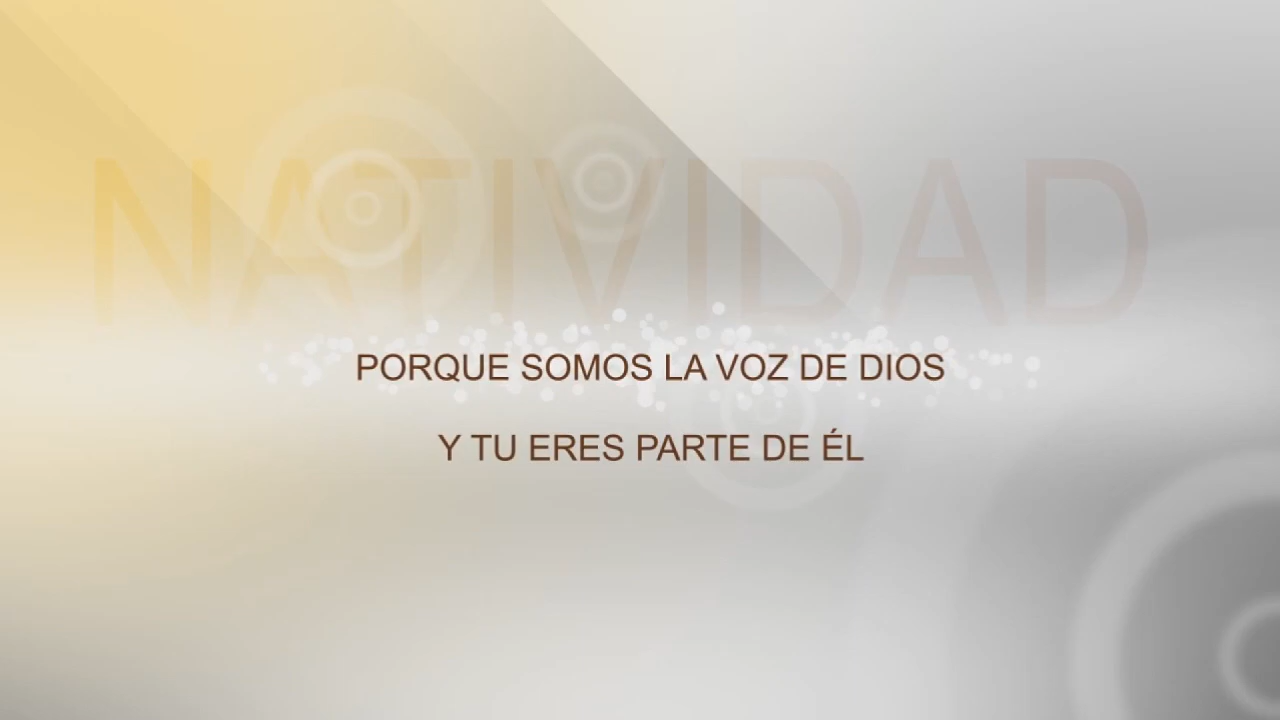 NATIVIDAD
PORQUE SOMOS LA VOZ DE DIOS
Y TU ERES PARTE DE ÉL